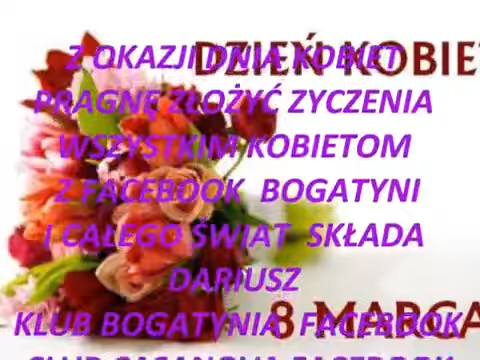 DZIEŃ KOBIET
Z OKAZJI DNIA KOBIET
PRAGNĘ ZŁOŻYĆ ZYCZENIA
WSZYSTKIM KOBIETOM
Z FACEBOOK BOGATYNI
I CAŁEGO ŚWIAT SKŁADA
DARIUSZ
8 MARCA
KLUB BOGATYNIA FACEBOOK